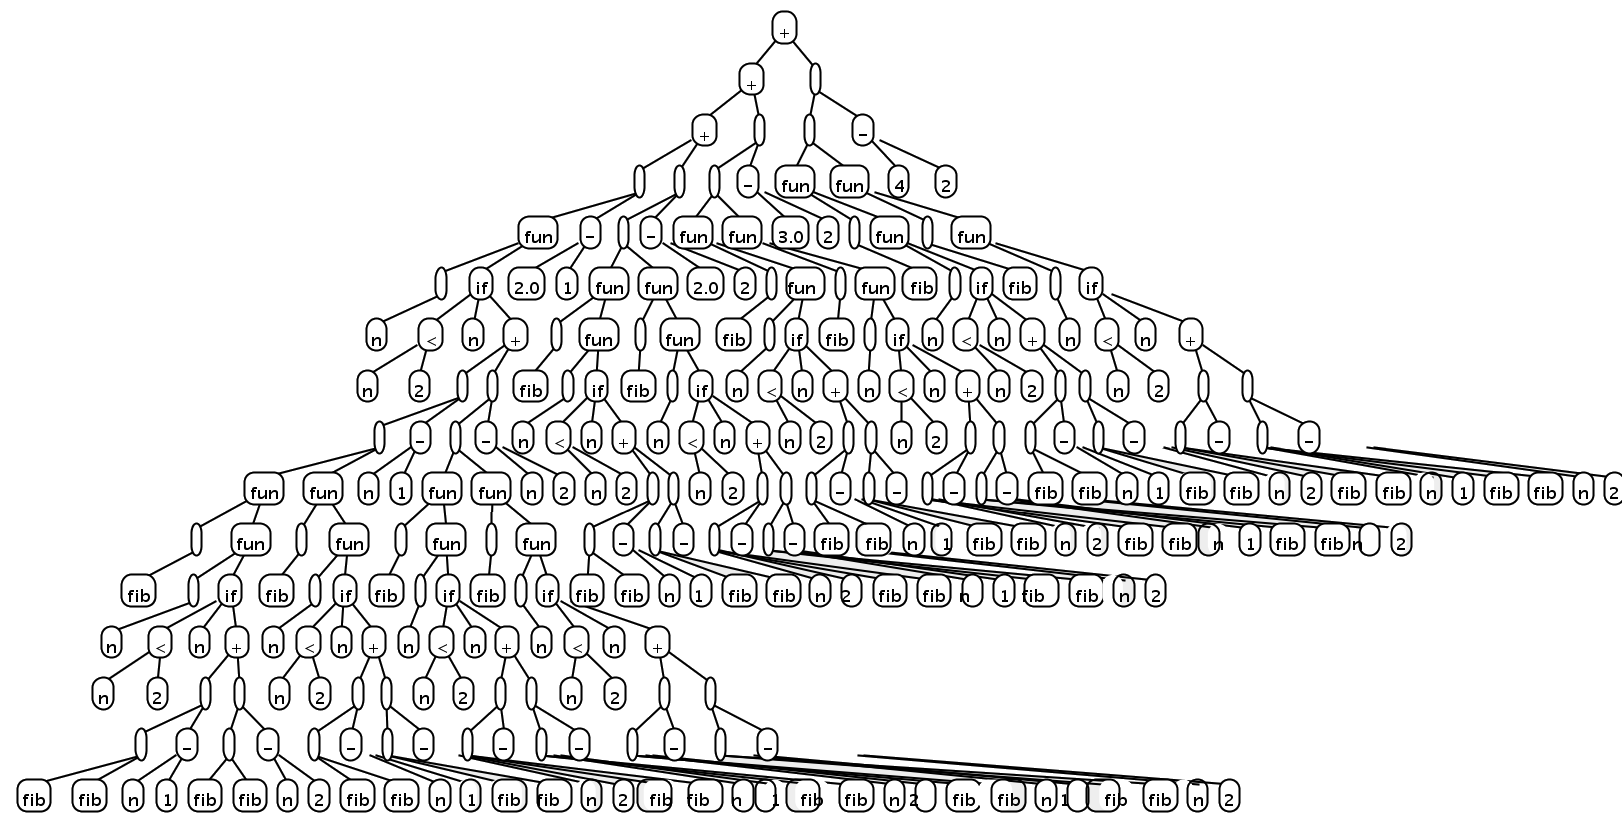 +
+
+ -
- fun fun 4 2
fun - - fun fun 3.0 2 fun fun
if 2.0 1 fun fun 2.0 2 fun fun fib if fib if
n < n + fun fun fib if fib if n < n + n < n +
n 2 fib if fib if n < n + n < n + n 2 n 2
- - n < n + n < n + n 2 n 2 - - - -
fun fun n 1 fun fun n 2 n 2 n 2 - - - - fib fib n 1 fib fib n 2 fib fib n 1 fib fib n 2
fun fun fun fun - - - - fib fib n 1 fib fib n 2 fib fib n 1 fib fib n 2
fib if fib if fib if fib if fib fib n 1 fib fib n 2 fib fib n 1 fib fib n 2
n < n + n < n + n < n + n < n +
n 2 n 2 n 2 n 2
- - - - - - - -
fib fib n 1 fib fib n 2 fib fib n 1 fib fib n 2 fib fib n 1 fib fib n 2 fib fib n 1 fib fib n 2